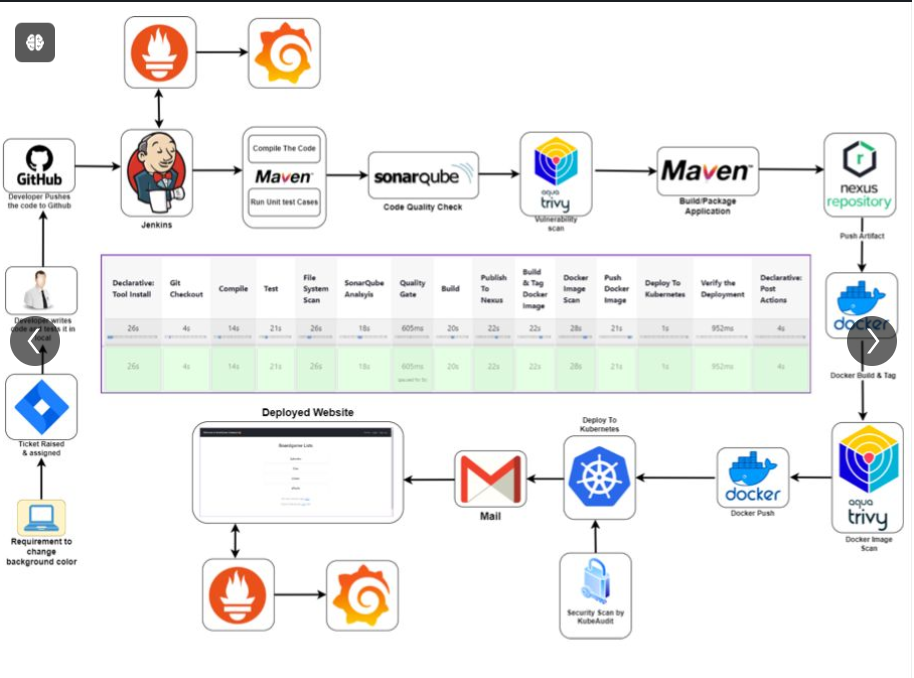 GitHub
Developer Pushes
the code to Github
Jenkins
Compile The Code
Maven™
Run Unit test Cases
sonarqube
Code Quality Check
aqua
trivy
Vulnerability
scan
Maven™
Build/Package
Application
nexus
repository
Push Artifact
Developer writes
code and tests it in
local
Ticket Raised
& assigned
Requirement to
change
background color
Declarative:
Tool Install
Git
Checkout
Compile
Test
File
System
Scan
SonarQube
Analsyis
Quality
Gate
Build
Publish
To
Nexus
Build
& Tag
Docker
Image
Docker
Image
Scan
Push
Docker
Image
Deploy To
Kubernetes
Verify the
Deployment
Declarative:
Post
Actions
26s 4s 14s 21s 26s 18s 605ms 20s 22s 22s 28s 21s 1s 952ms 4s
26s 4s 14s 21s 26s 18s 605ms 20s 22s 22s 28s 21s 1s 952ms 4s
docker
Docker Build & Tag
aqua
trivy
Docker Image
Scan
docker
Docker Push
Deploy To
Kubernetes
Security Scan by
KubeAudit
Mail
Deployed Website